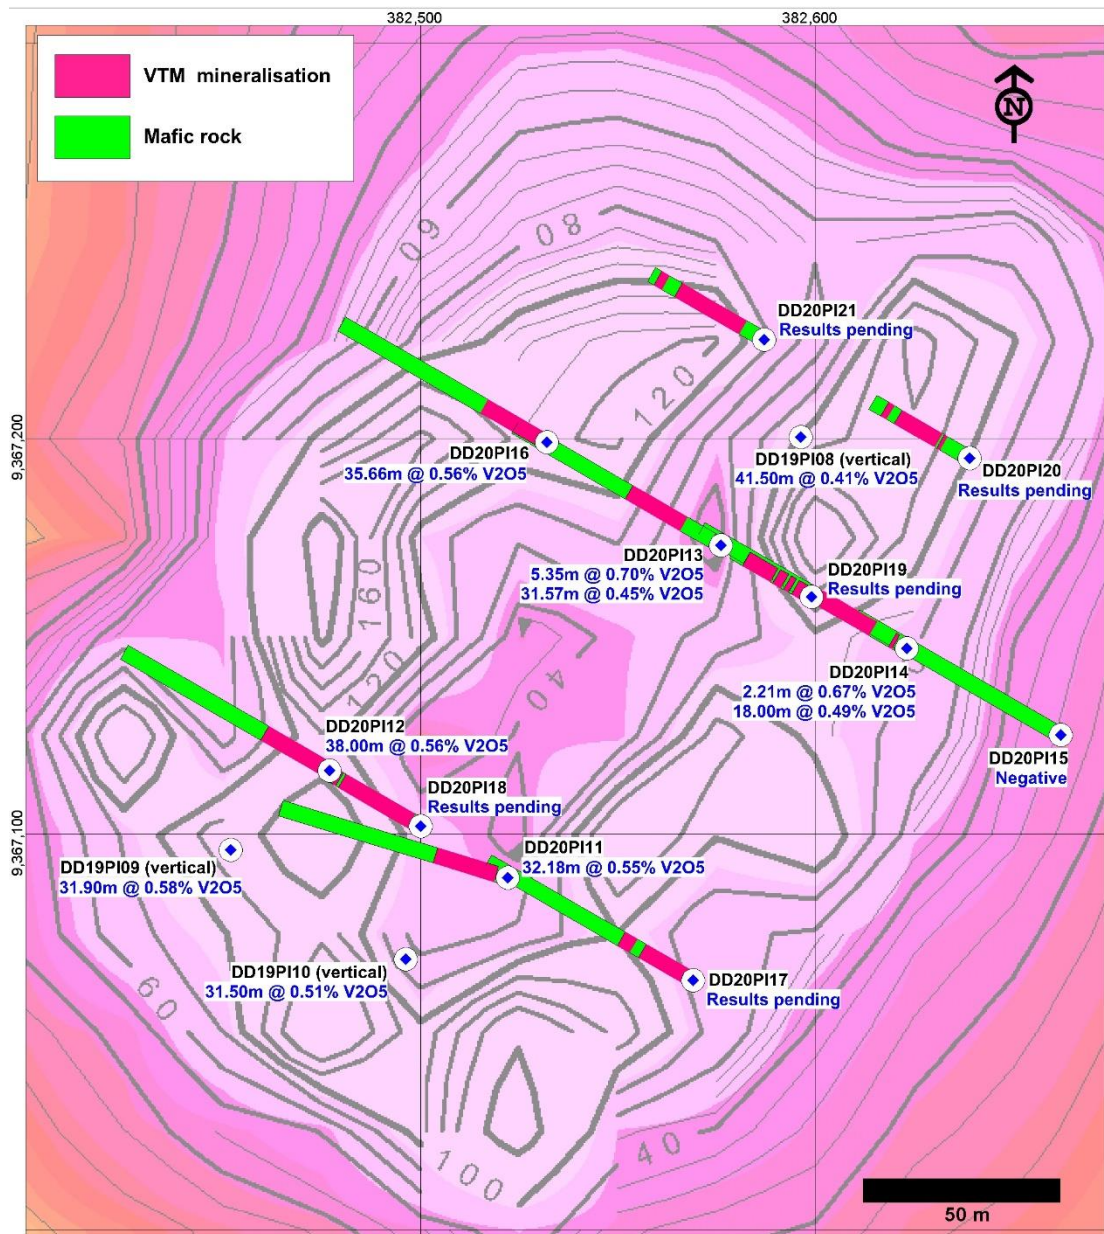 382,500
382,600
VTM mineralisation
Mafic rock
N
60
80
DD20PI21
Results pending
120
9,367,200
DD20PI16
35.66m @ 0.56% V2O5
DD19PI08 (vertical)
41.50m @ 0.41% V2O5
DD20PI20
Results pending
DD20PI13
5.35m @ 0.70% V2O5
31.57m @ 0.45% V2O5
DD20PI19
Results pending
160
120
40
DD20PI14
2.21m @ 0.67% V2O5
18.00m @ 0.49% V2O5
DD20PI12
38.00m @ 0.56% V2O5
DD20PI15
Negative
DD20PI18
Results pending
9,367,100
DD20PI11
32.18m @ 0.55% V2O5
DD19PI09 (vertical)
31.90m @ 0.58% V2O5
DD19PI10 (vertical)
31.50m @ 0.51% V2O5
DD20PI17
Results pending
60
100
40
50 m